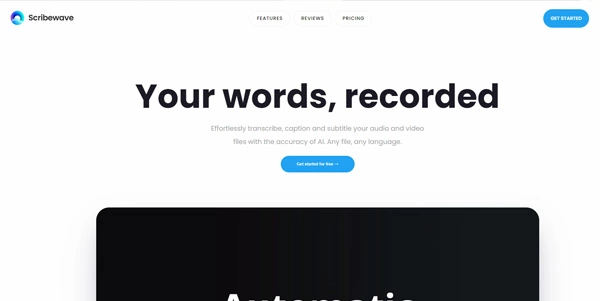 Scribewave
FEATURES
REVIEWS
PRICING
GET STARTED
Your words, recorded
Effortlessly transcribe, caption and subtitle your audio and video
files with the accuracy of AI. Any file, any language.
Get started for free →
Automatic